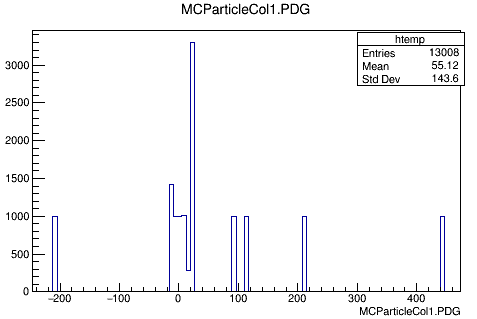 MCParticleCol1.PDG
htemp
Entries 13008
Mean 55.12
Std Dev 143.6
3000
2500
2000
1500
1000
500
0
−200 −100 0 100 200 300 400
MCParticleCol1.PDG